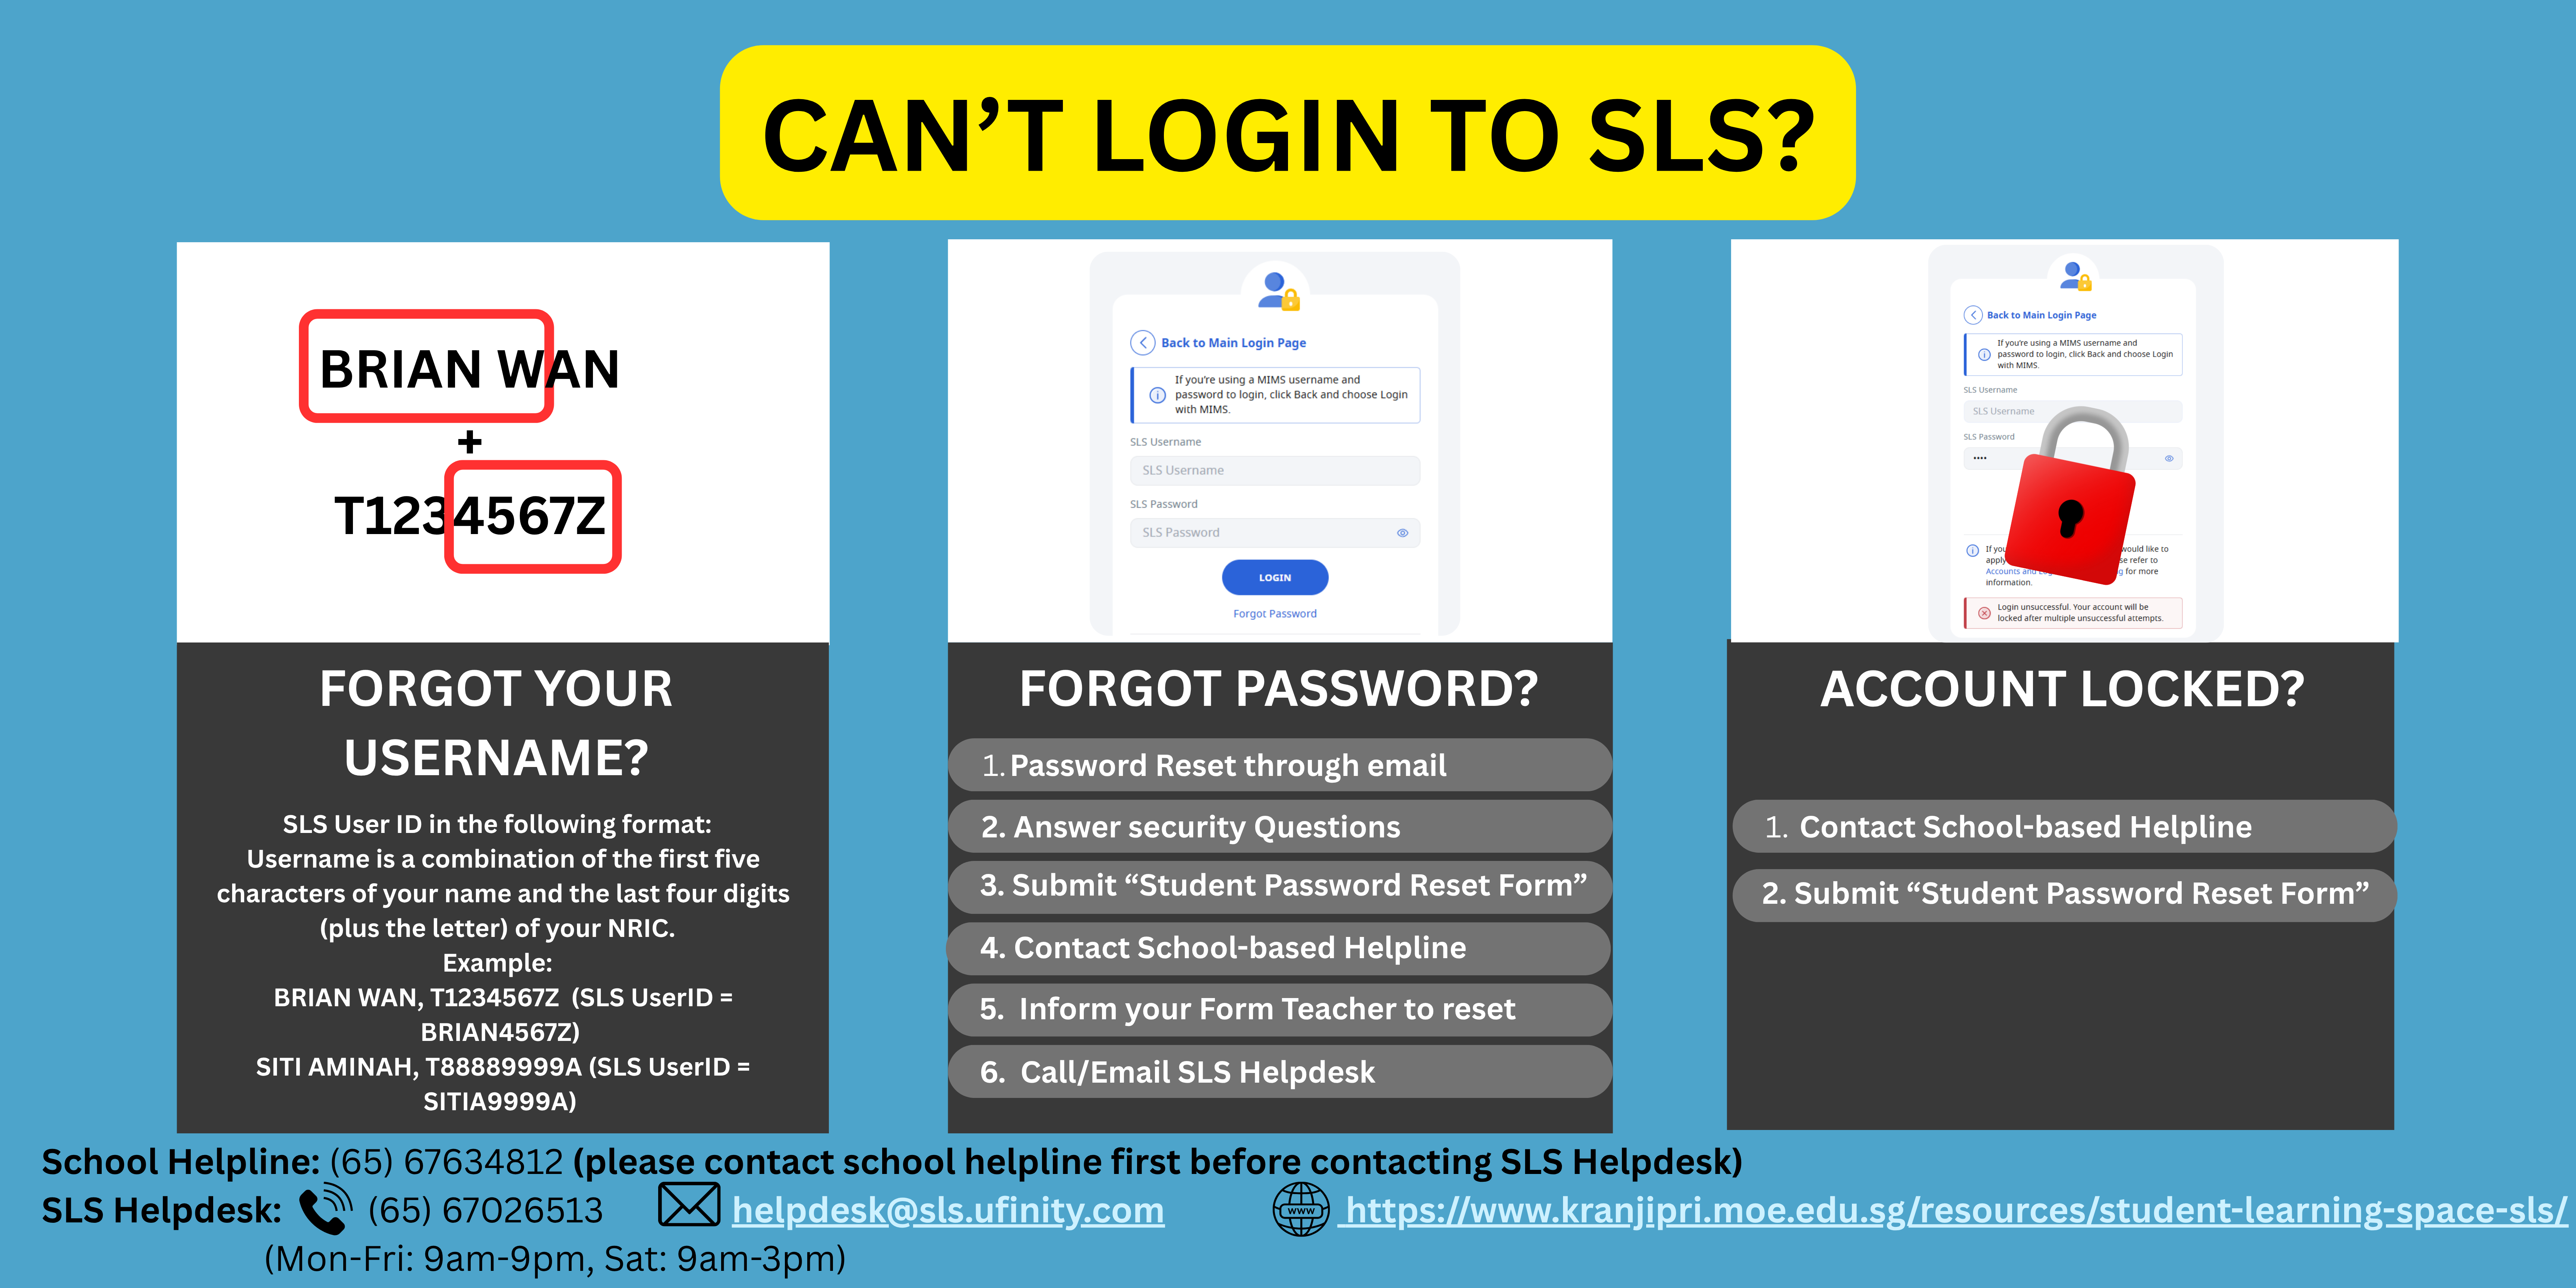 CAN’T LOGIN TO SLS?
BRIAN WAN
+
T1234567Z
FORGOT YOUR
USERNAME?
SLS User ID in the following format:
Username is a combination of the first five
characters of your name and the last four digits
(plus the letter) of your NRIC.
Example:
BRIAN WAN, T1234567Z (SLS UserID =
BRIAN4567Z)
SITI AMINAH, T88889999A (SLS UserID =
SITIA9999A)
Back to Main Login Page
If you're using a MIMS username and
password to login, click Back and choose Login
with MIMS.
SLS Username
SLS Username
SLS Password
SLS Password
LOGIN
Forgot Password
FORGOT PASSWORD?
1. Password Reset through email
2. Answer security Questions
3. Submit “Student Password Reset Form”
4. Contact School-based Helpline
5. Inform your Form Teacher to reset
6. Call/Email SLS Helpdesk
Back to Main Login Page
If you're using a MIMS username and
password to login, click Back and choose Login
with MIMS.
SLS Username
SLS Username
SLS Password
••••
If you would like to
apply refer to
Accounts and for more
information.
Login unsuccessful. Your account will be
locked after multiple unsuccessful attempts.
ACCOUNT LOCKED?
1. Contact School-based Helpline
2. Submit “Student Password Reset Form”
School Helpline: (65) 67634812 (please contact school helpline first before contacting SLS Helpdesk)
SLS Helpdesk: (65) 67026513 helpdesk@sls.ufinity.com www https://www.kranjipri.moe.edu.sg/resources/student-learning-space-sls/
(Mon-Fri: 9am-9pm, Sat: 9am-3pm)